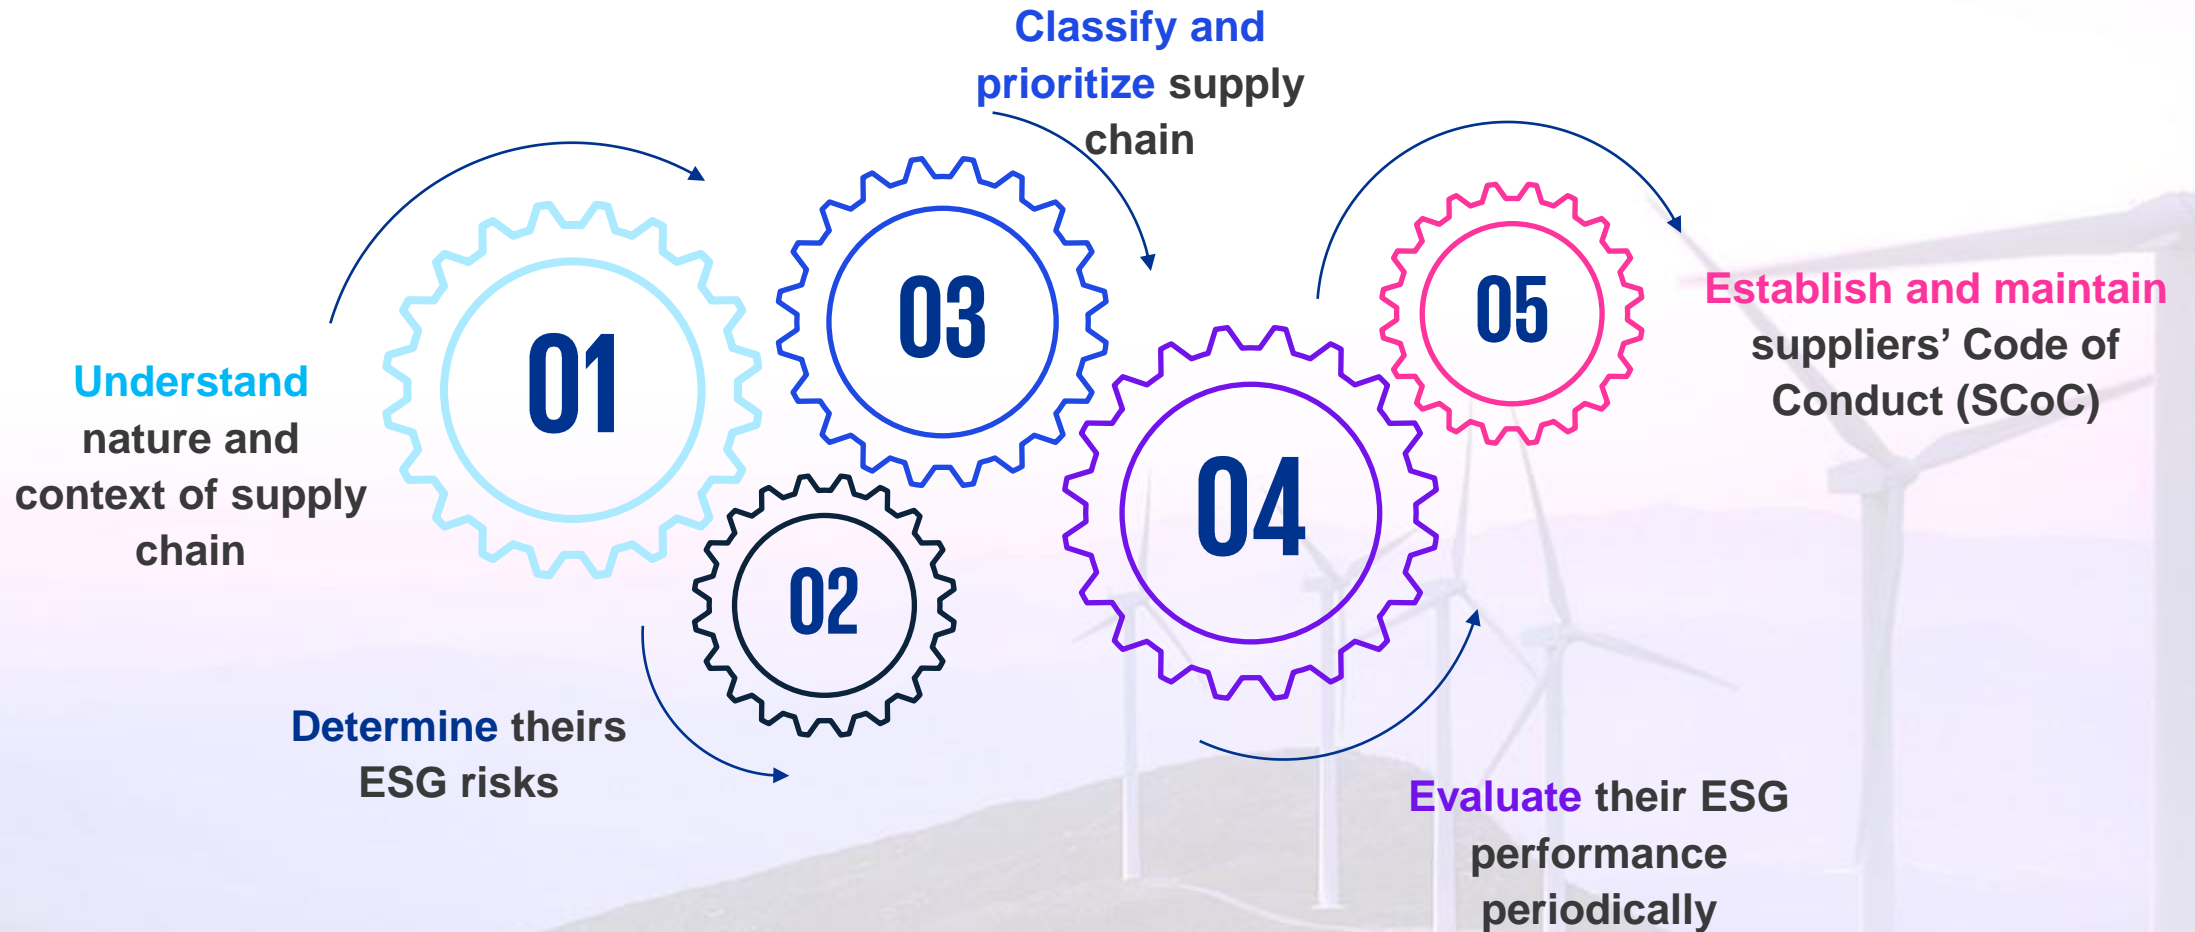 01
Understand
nature and
context of supply
chain
02
Determine theirs
ESG risks
03
Classify and
prioritize supply
chain
04
Evaluate their ESG
performance
periodically
05
Establish and maintain
suppliers’ Code of
Conduct (SCoC)